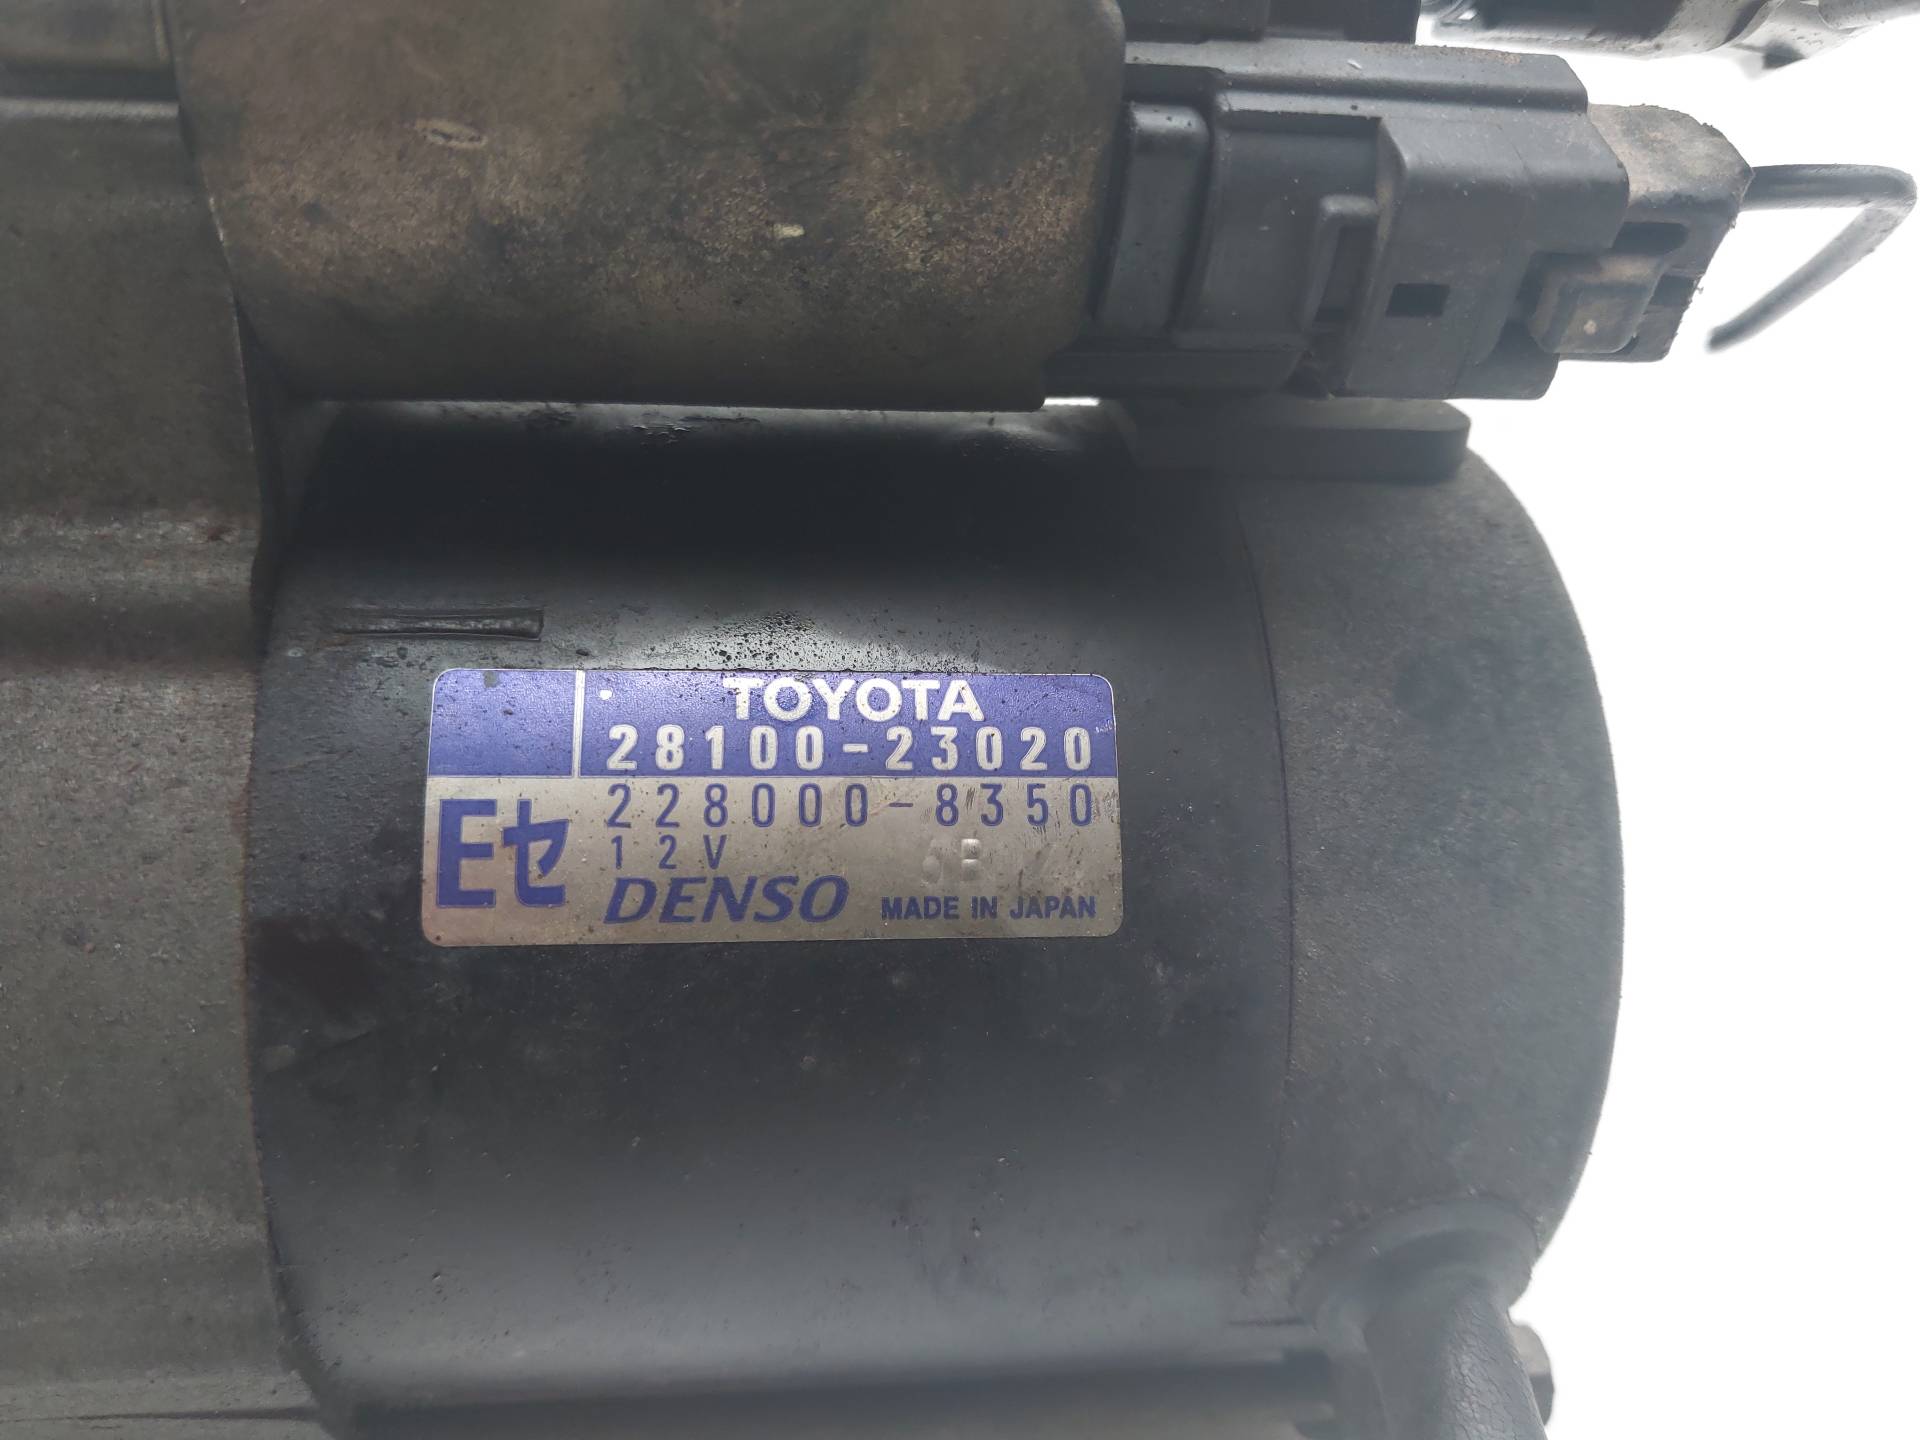 TOYOTA
28100-23020
228000-8350
Eセ
12V
DENSO
MADE IN JAPAN